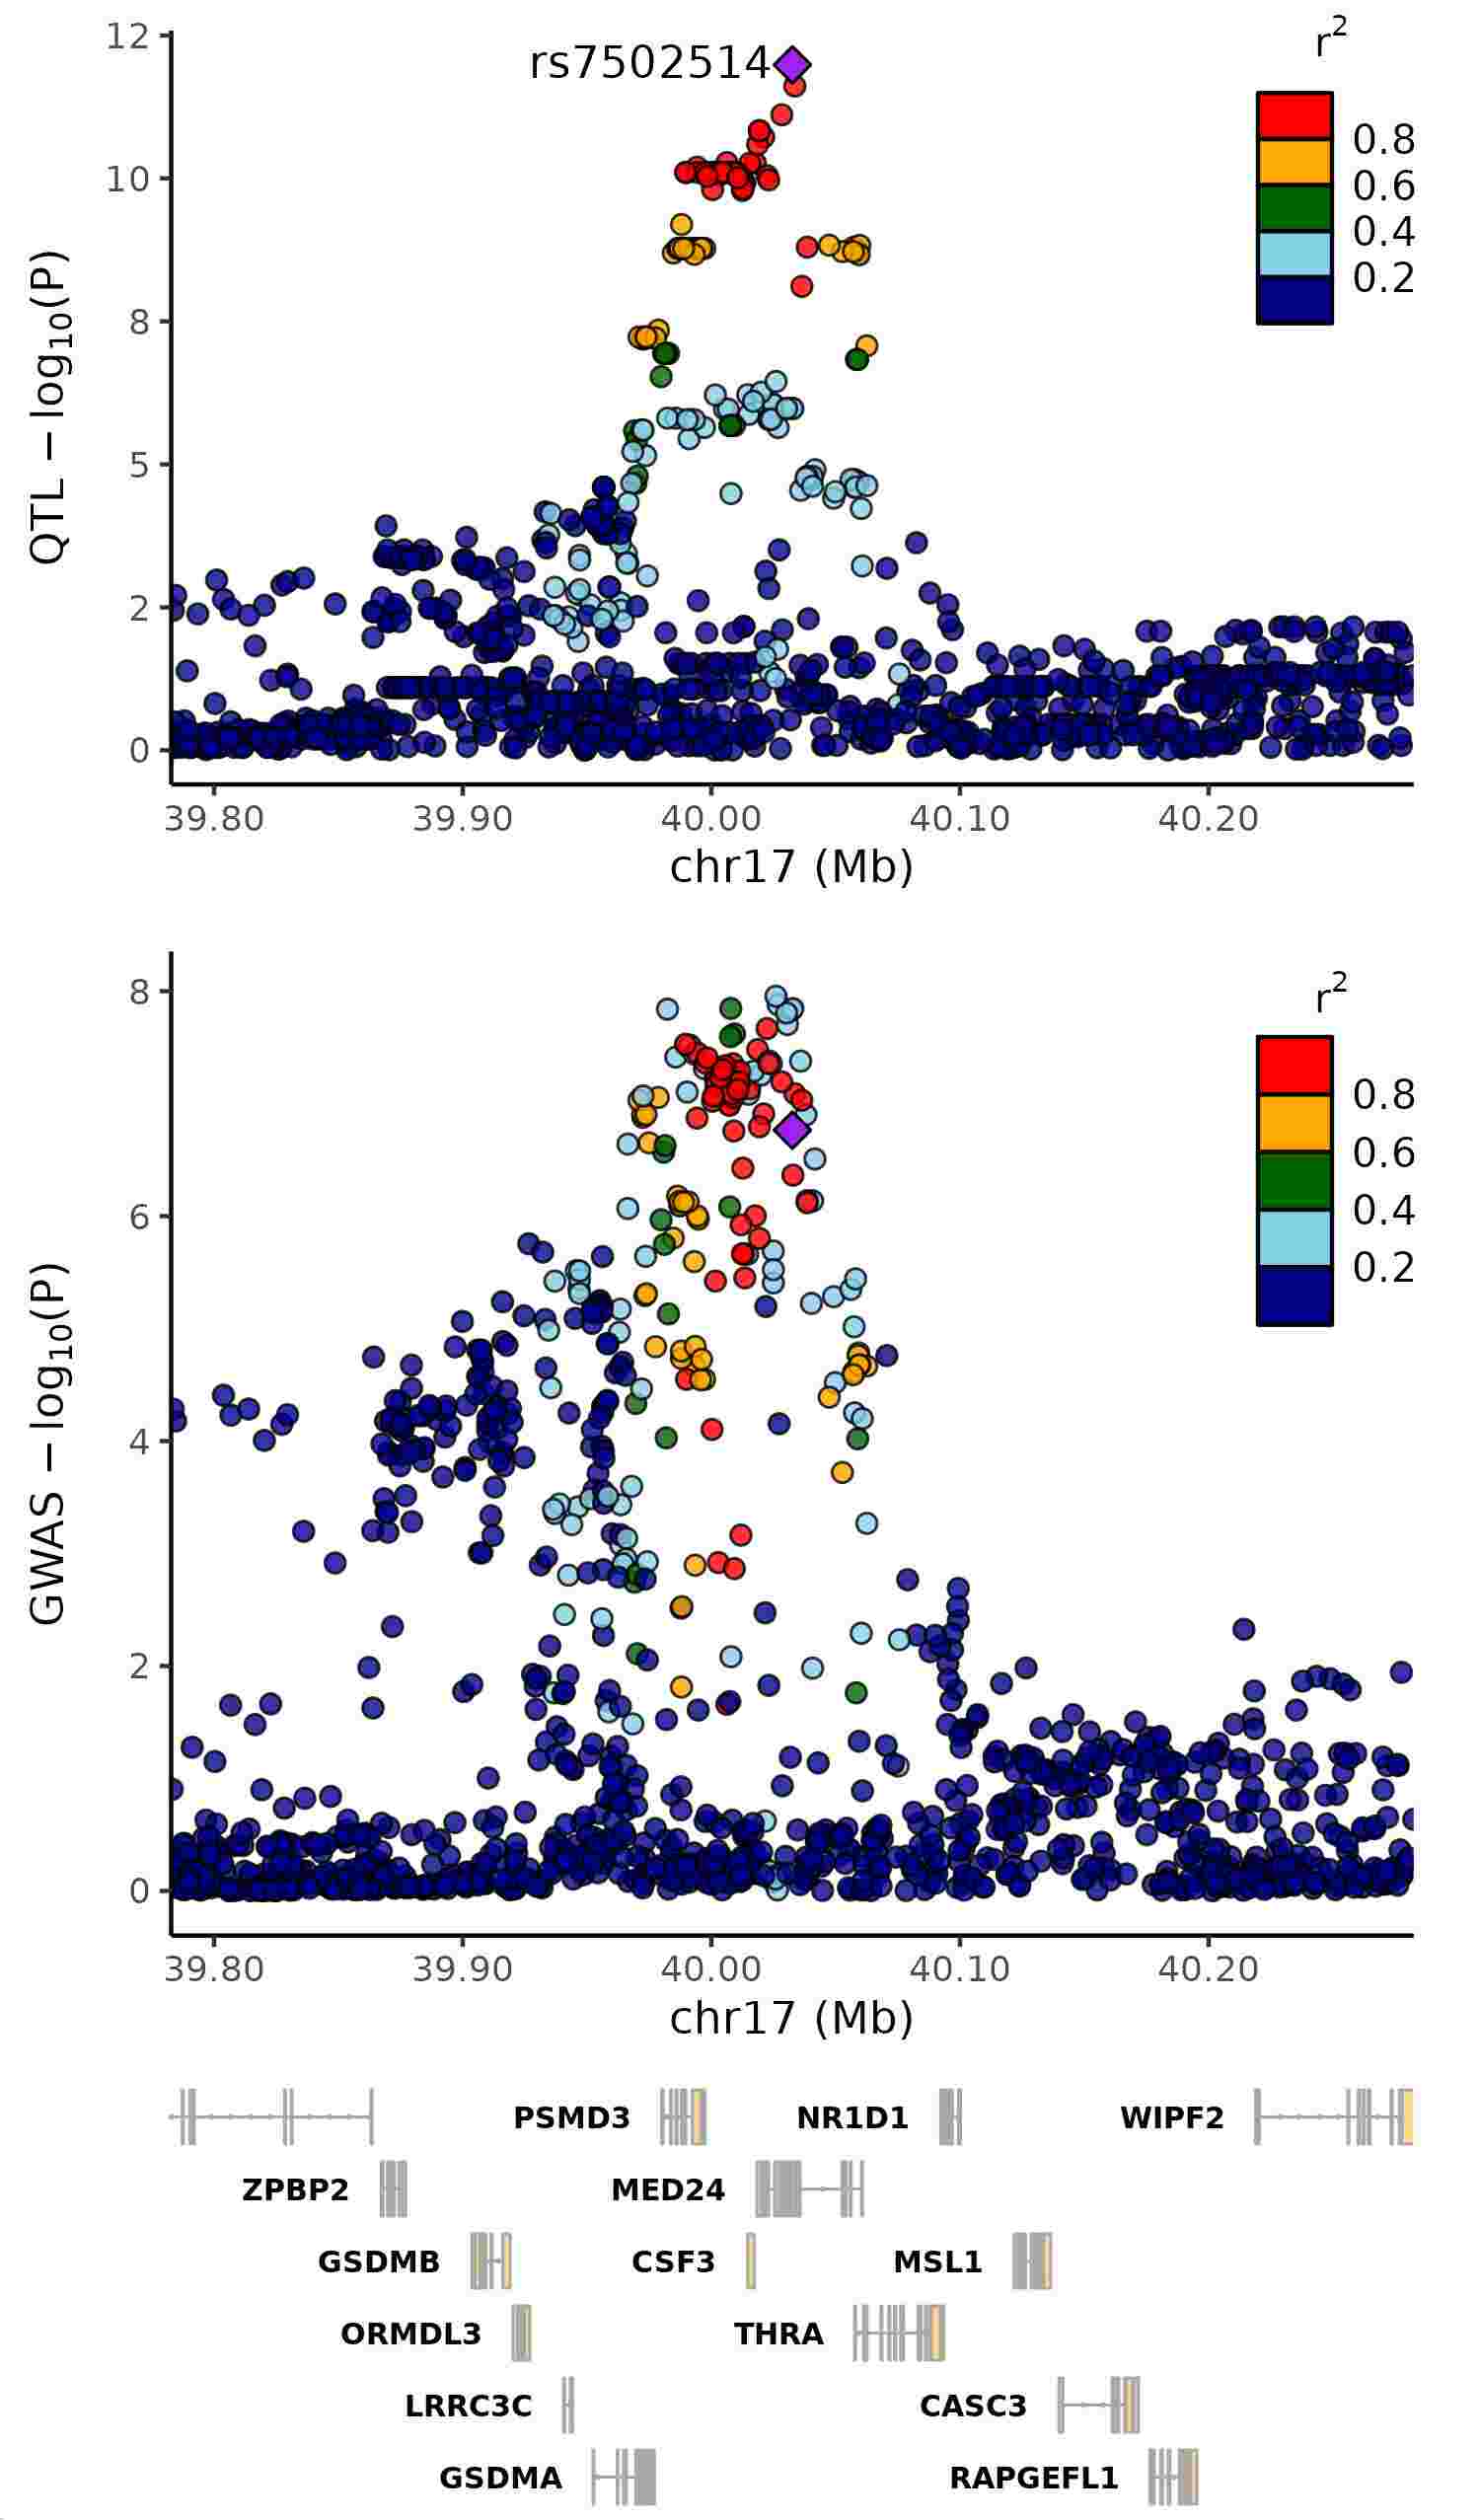 12
rs7502514
r2
0.8
10
0.6
0.4
0.2
8
5
2
0
QTL − log10(P)
39.80 39.90 40.00 40.10 40.20
chr17 (Mb)
8
r2
0.8
0.6
0.4
0.2
6
4
2
0
GWAS − log10(P)
39.80 39.90 40.00 40.10 40.20
chr17 (Mb)
PSMD3 NR1D1 WIPF2
ZPBP2 MED24
GSDMB CSF3 MSL1
ORMDL3 THRA
LRRC3C CASC3
GSDMA RAPGEFL1